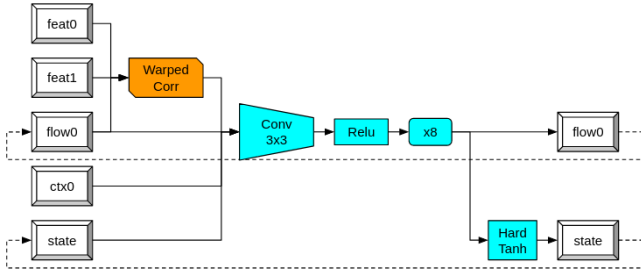 feat0
feat1
Warped
Corr
flow0
Conv
3x3
Relu
x8
flow0
ctx0
state
Hard
Tanh
state